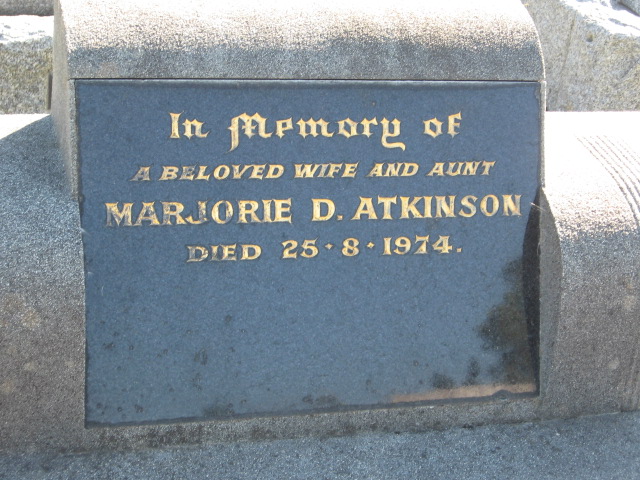 In Memory of
A BELOVED WIFE AND AUNT
MARJORIE D. ATKINSON
DIED 25·8·1974.